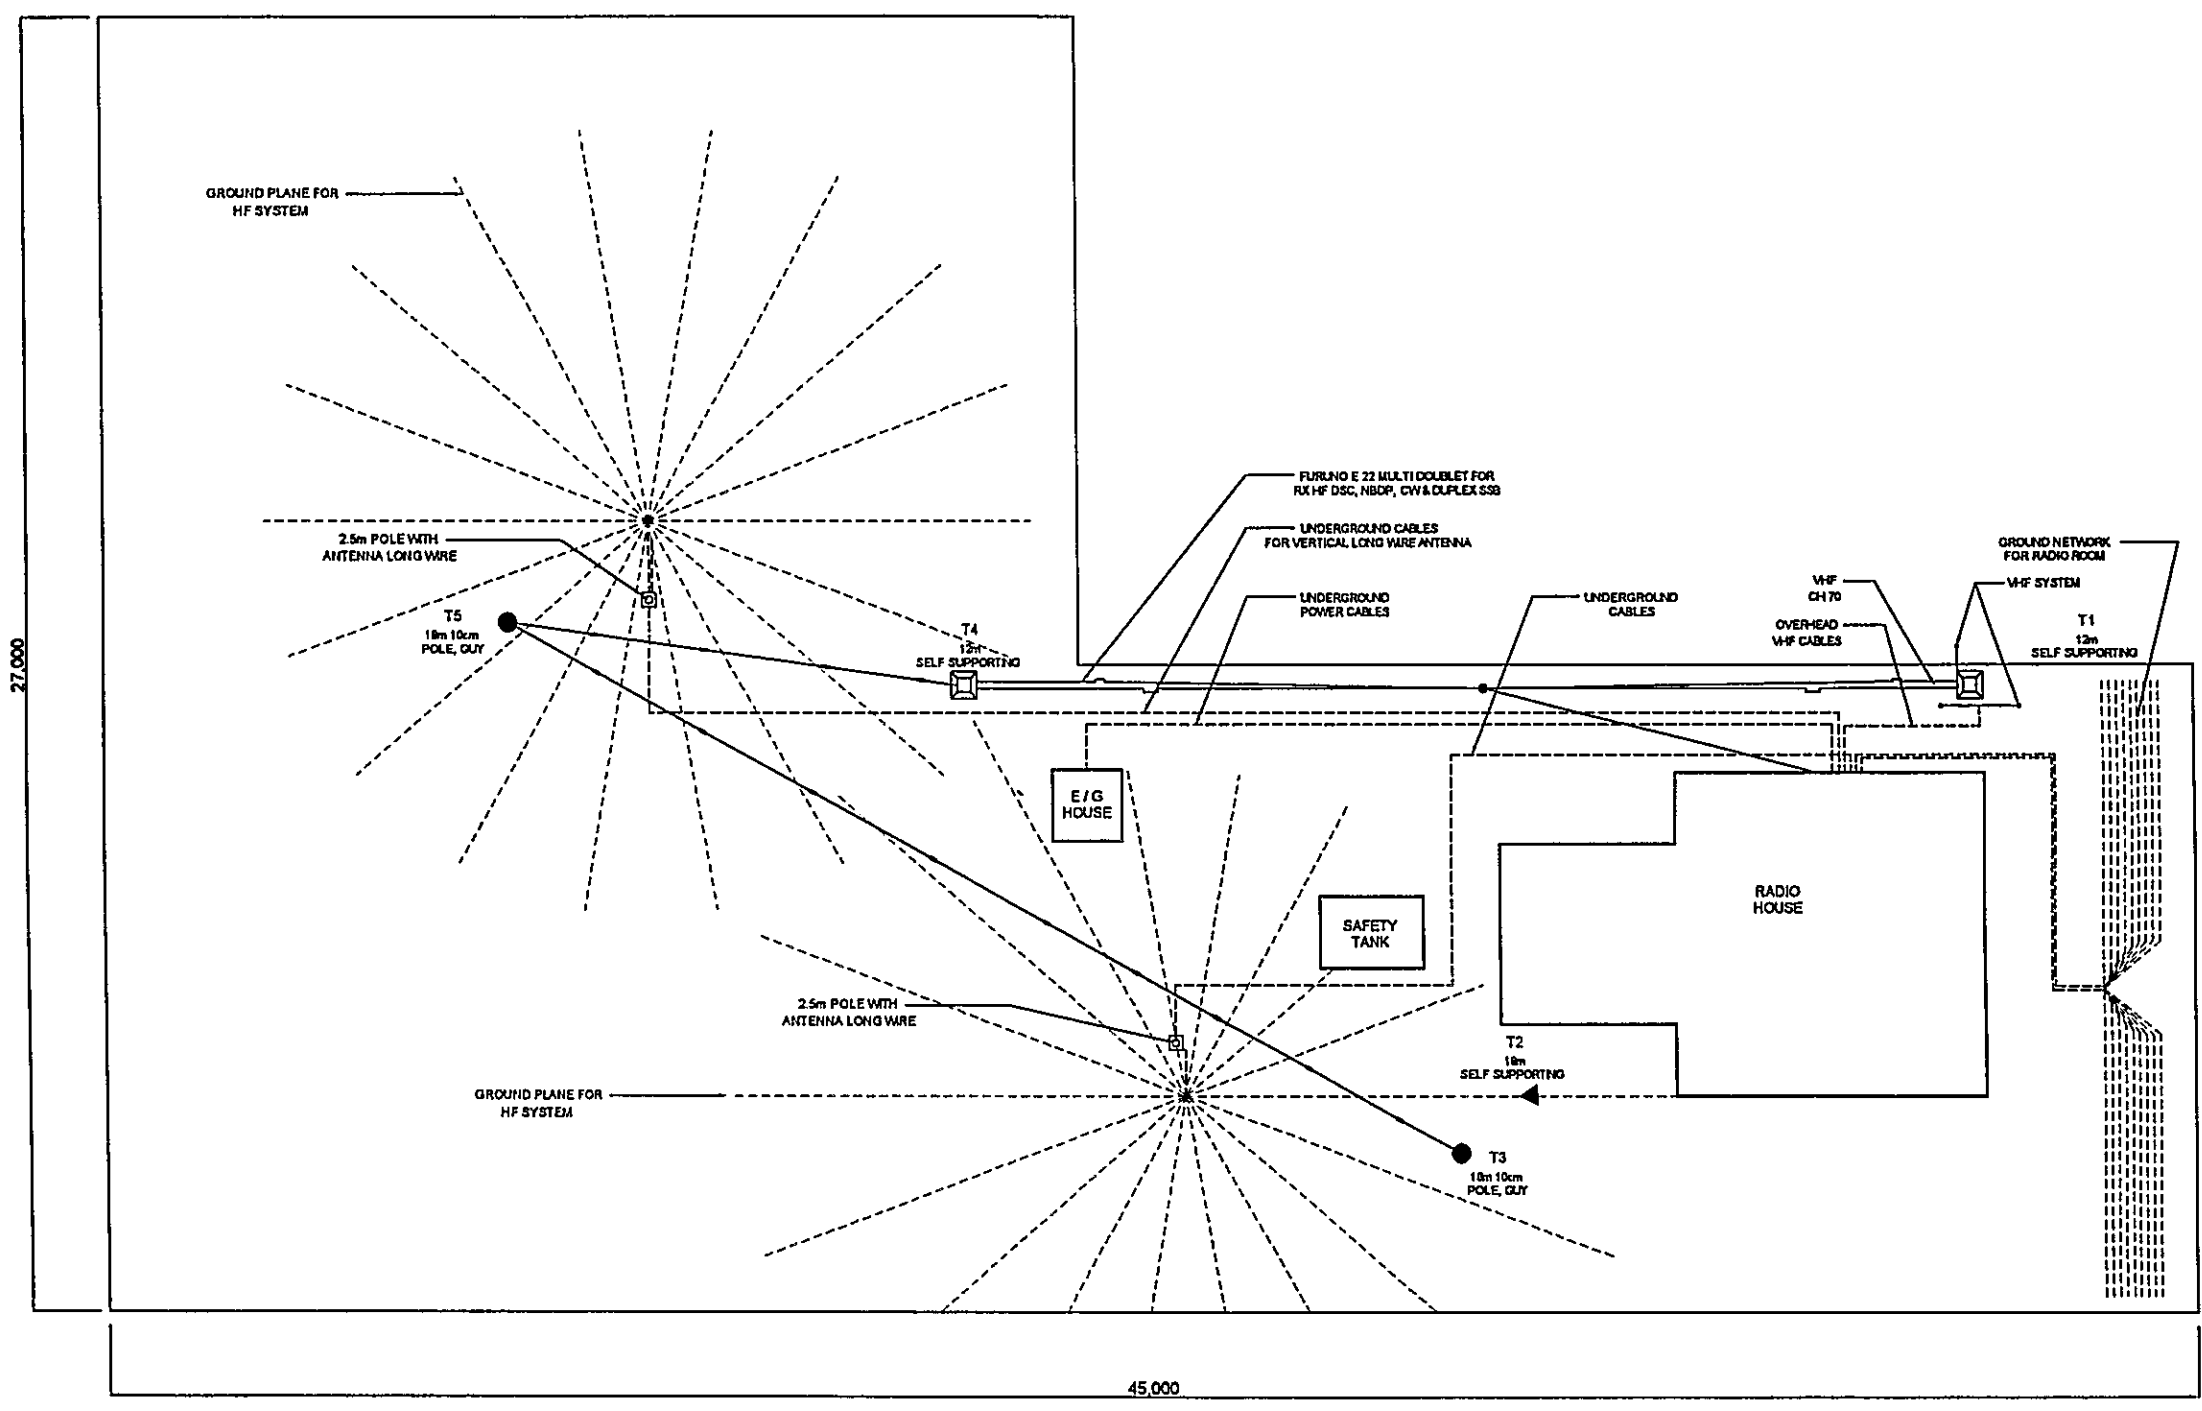 GROUND PLANE FOR
HF SYSTEM
FURUNO E 22 MULTI DOUBLET FOR
RX HF DSC, NBDP, CW & DUPLEX SSB
UNDERGROUND CABLES
FOR VERTICAL LONG WIRE ANTENNA
2.5m POLE WITH
ANTENNA LONG WIRE
GROUND NETWORK
FOR RADIO ROOM
VHF
CH 70
VHF SYSTEM
UNDERGROUND
POWER CABLES
UNDERGROUND
CABLES
OVERHEAD
VHF CABLES
T1
12m
SELF SUPPORTING
T5
18m 10cm
POLE, GUY
T4
12m
SELF SUPPORTING
27,000
E / G
HOUSE
RADIO
HOUSE
SAFETY
TANK
2.5m POLE WITH
ANTENNA LONG WIRE
T2
18m
SELF SUPPORTING
GROUND PLANE FOR
HF SYSTEM
T3
18m 10cm
POLE, GUY
45,000